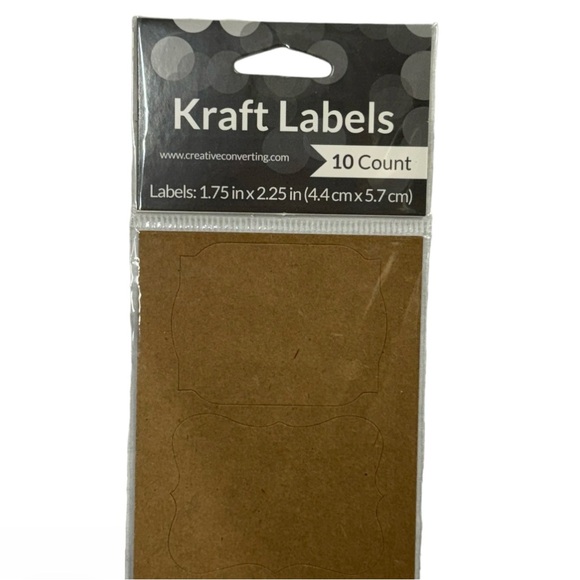 Kraft Labels
www.creativeconverting.com
10 Count
Labels: 1.75 in x 2.25 in (4.4 cm x 5.7 cm)